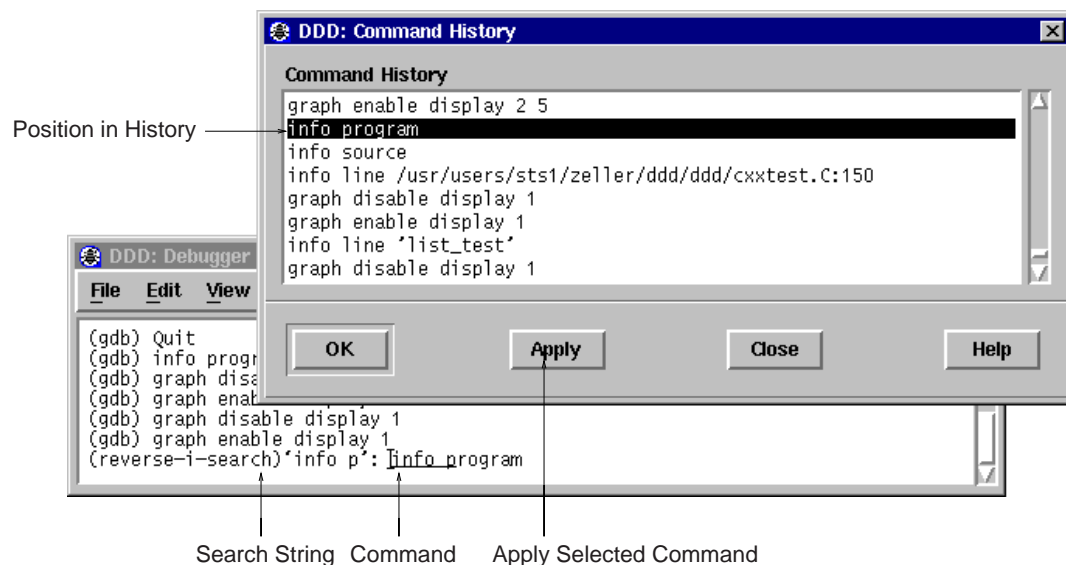 DDD: Command History
Command History
graph enable display 2 5
Position in History
info program
info source
info line /usr/users/sts1/zeller/ddd/ddd/cxxtest.C:150
graph disable display 1
graph enable display 1
info line 'list_test'
graph disable display 1
OK Apply Close Help
DDD: Debugger
File Edit View
(gdb) Quit
(gdb) info progr
(gdb) graph disa
(gdb) graph enab
(gdb) graph disable display 1
(gdb) graph enable display 1
(reverse-i-search)‘info p’: info program
Search String Command Apply Selected Command